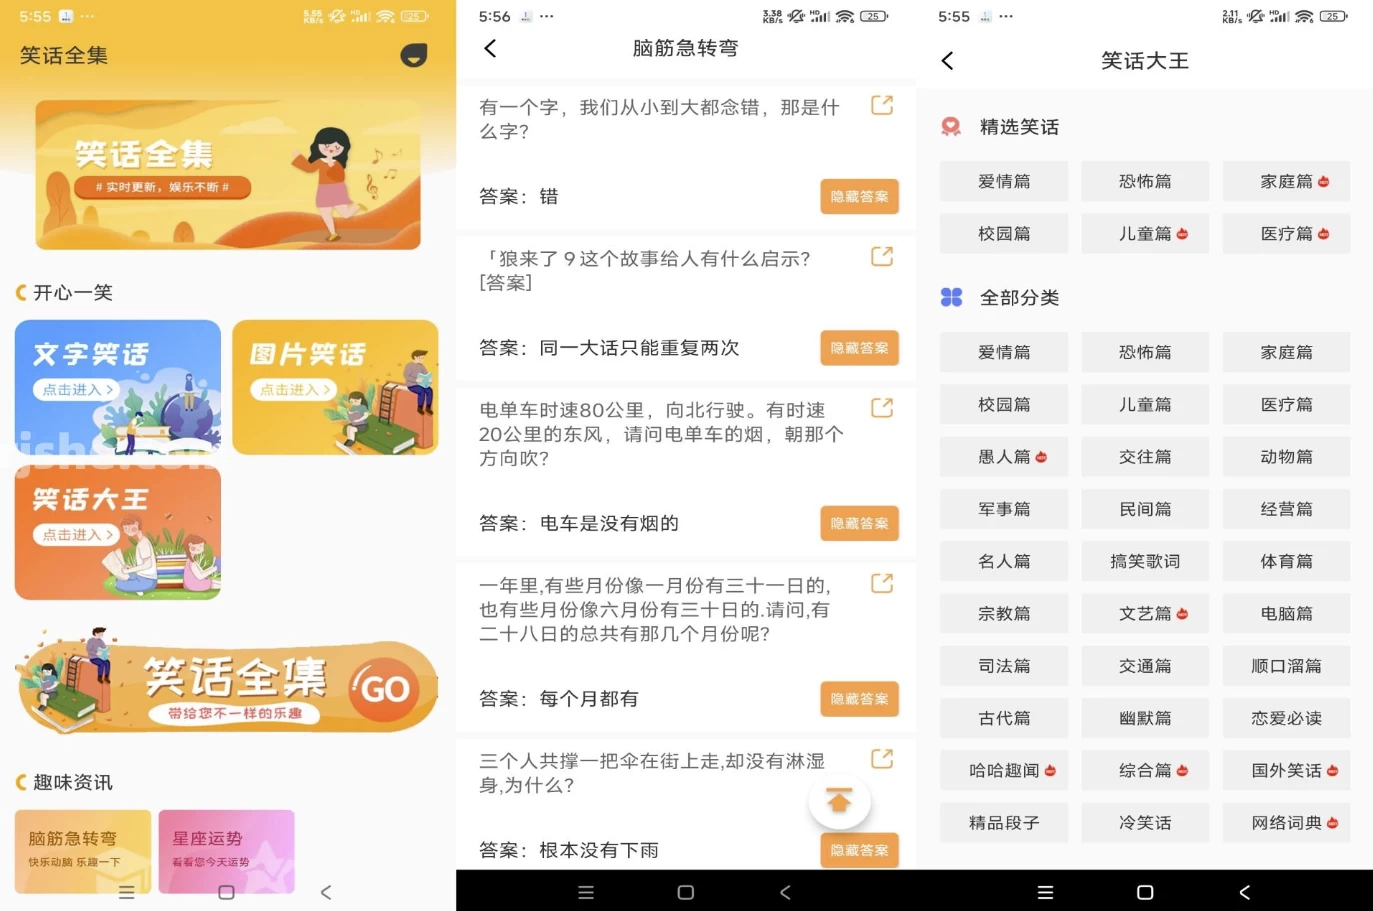 5:55
5.55
KB/s
HD
25
笑话全集
笑话全集
# 实时更新，娱乐不断 #
开心一笑
文字笑话
点击进入 >
图片笑话
点击进入 >
笑话大王
点击进入 >
笑话全集
带给您不一样的乐趣
GO
趣味资讯
脑筋急转弯
快乐动脑 乐趣一下
星座运势
看看您今天运势
5:56
3.38
KB/s
HD
25
脑筋急转弯
有一个字，我们从小到大都念错，那是什
么字?
答案：错
隐藏答案
「狼来了９这个故事给人有什么启示?
[答案]
答案：同一大话只能重复两次
隐藏答案
电单车时速80公里，向北行驶。有时速
20公里的东风，请问电单车的烟，朝那个
方向吹?
答案：电车是没有烟的
隐藏答案
一年里,有些月份像一月份有三十一日的,
也有些月份像六月份有三十日的.请问,有
二十八日的总共有那几个月份呢?
答案：每个月都有
隐藏答案
三个人共撑一把伞在街上走,却没有淋湿
身,为什么?
答案：根本没有下雨
隐藏答案
5:55
2.11
KB/s
HD
25
笑话大王
精选笑话
爱情篇 恐怖篇 家庭篇
校园篇 儿童篇 医疗篇
全部分类
爱情篇 恐怖篇 家庭篇
校园篇 儿童篇 医疗篇
愚人篇 交往篇 动物篇
军事篇 民间篇 经营篇
名人篇 搞笑歌词 体育篇
宗教篇 文艺篇 电脑篇
司法篇 交通篇 顺口溜篇
古代篇 幽默篇 恋爱必读
哈哈趣闻 综合篇 国外笑话
精品段子 冷笑话 网络词典